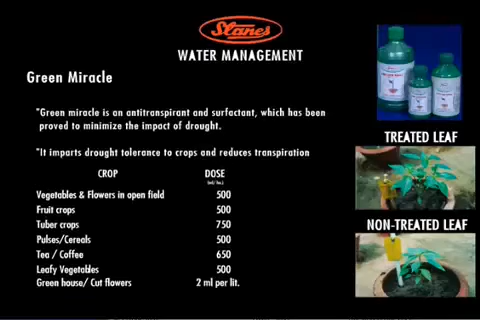 Stanes
WATER MANAGEMENT
Green Miracle
"Green miracle is an antitranspirant and surfactant, which has been
proved to minimize the impact of drought.
"It imparts drought tolerance to crops and reduces transpiration
CROP DOSE
(ml/ha.)
Vegetables & Flowers in open field 500
Fruit crops 500
Tuber crops 750
Pulses/Cereals 500
Tea / Coffee 650
Leafy Vegetables 500
Green house/ Cut flowers 2 ml per lit.
TREATED LEAF
NON-TREATED LEAF